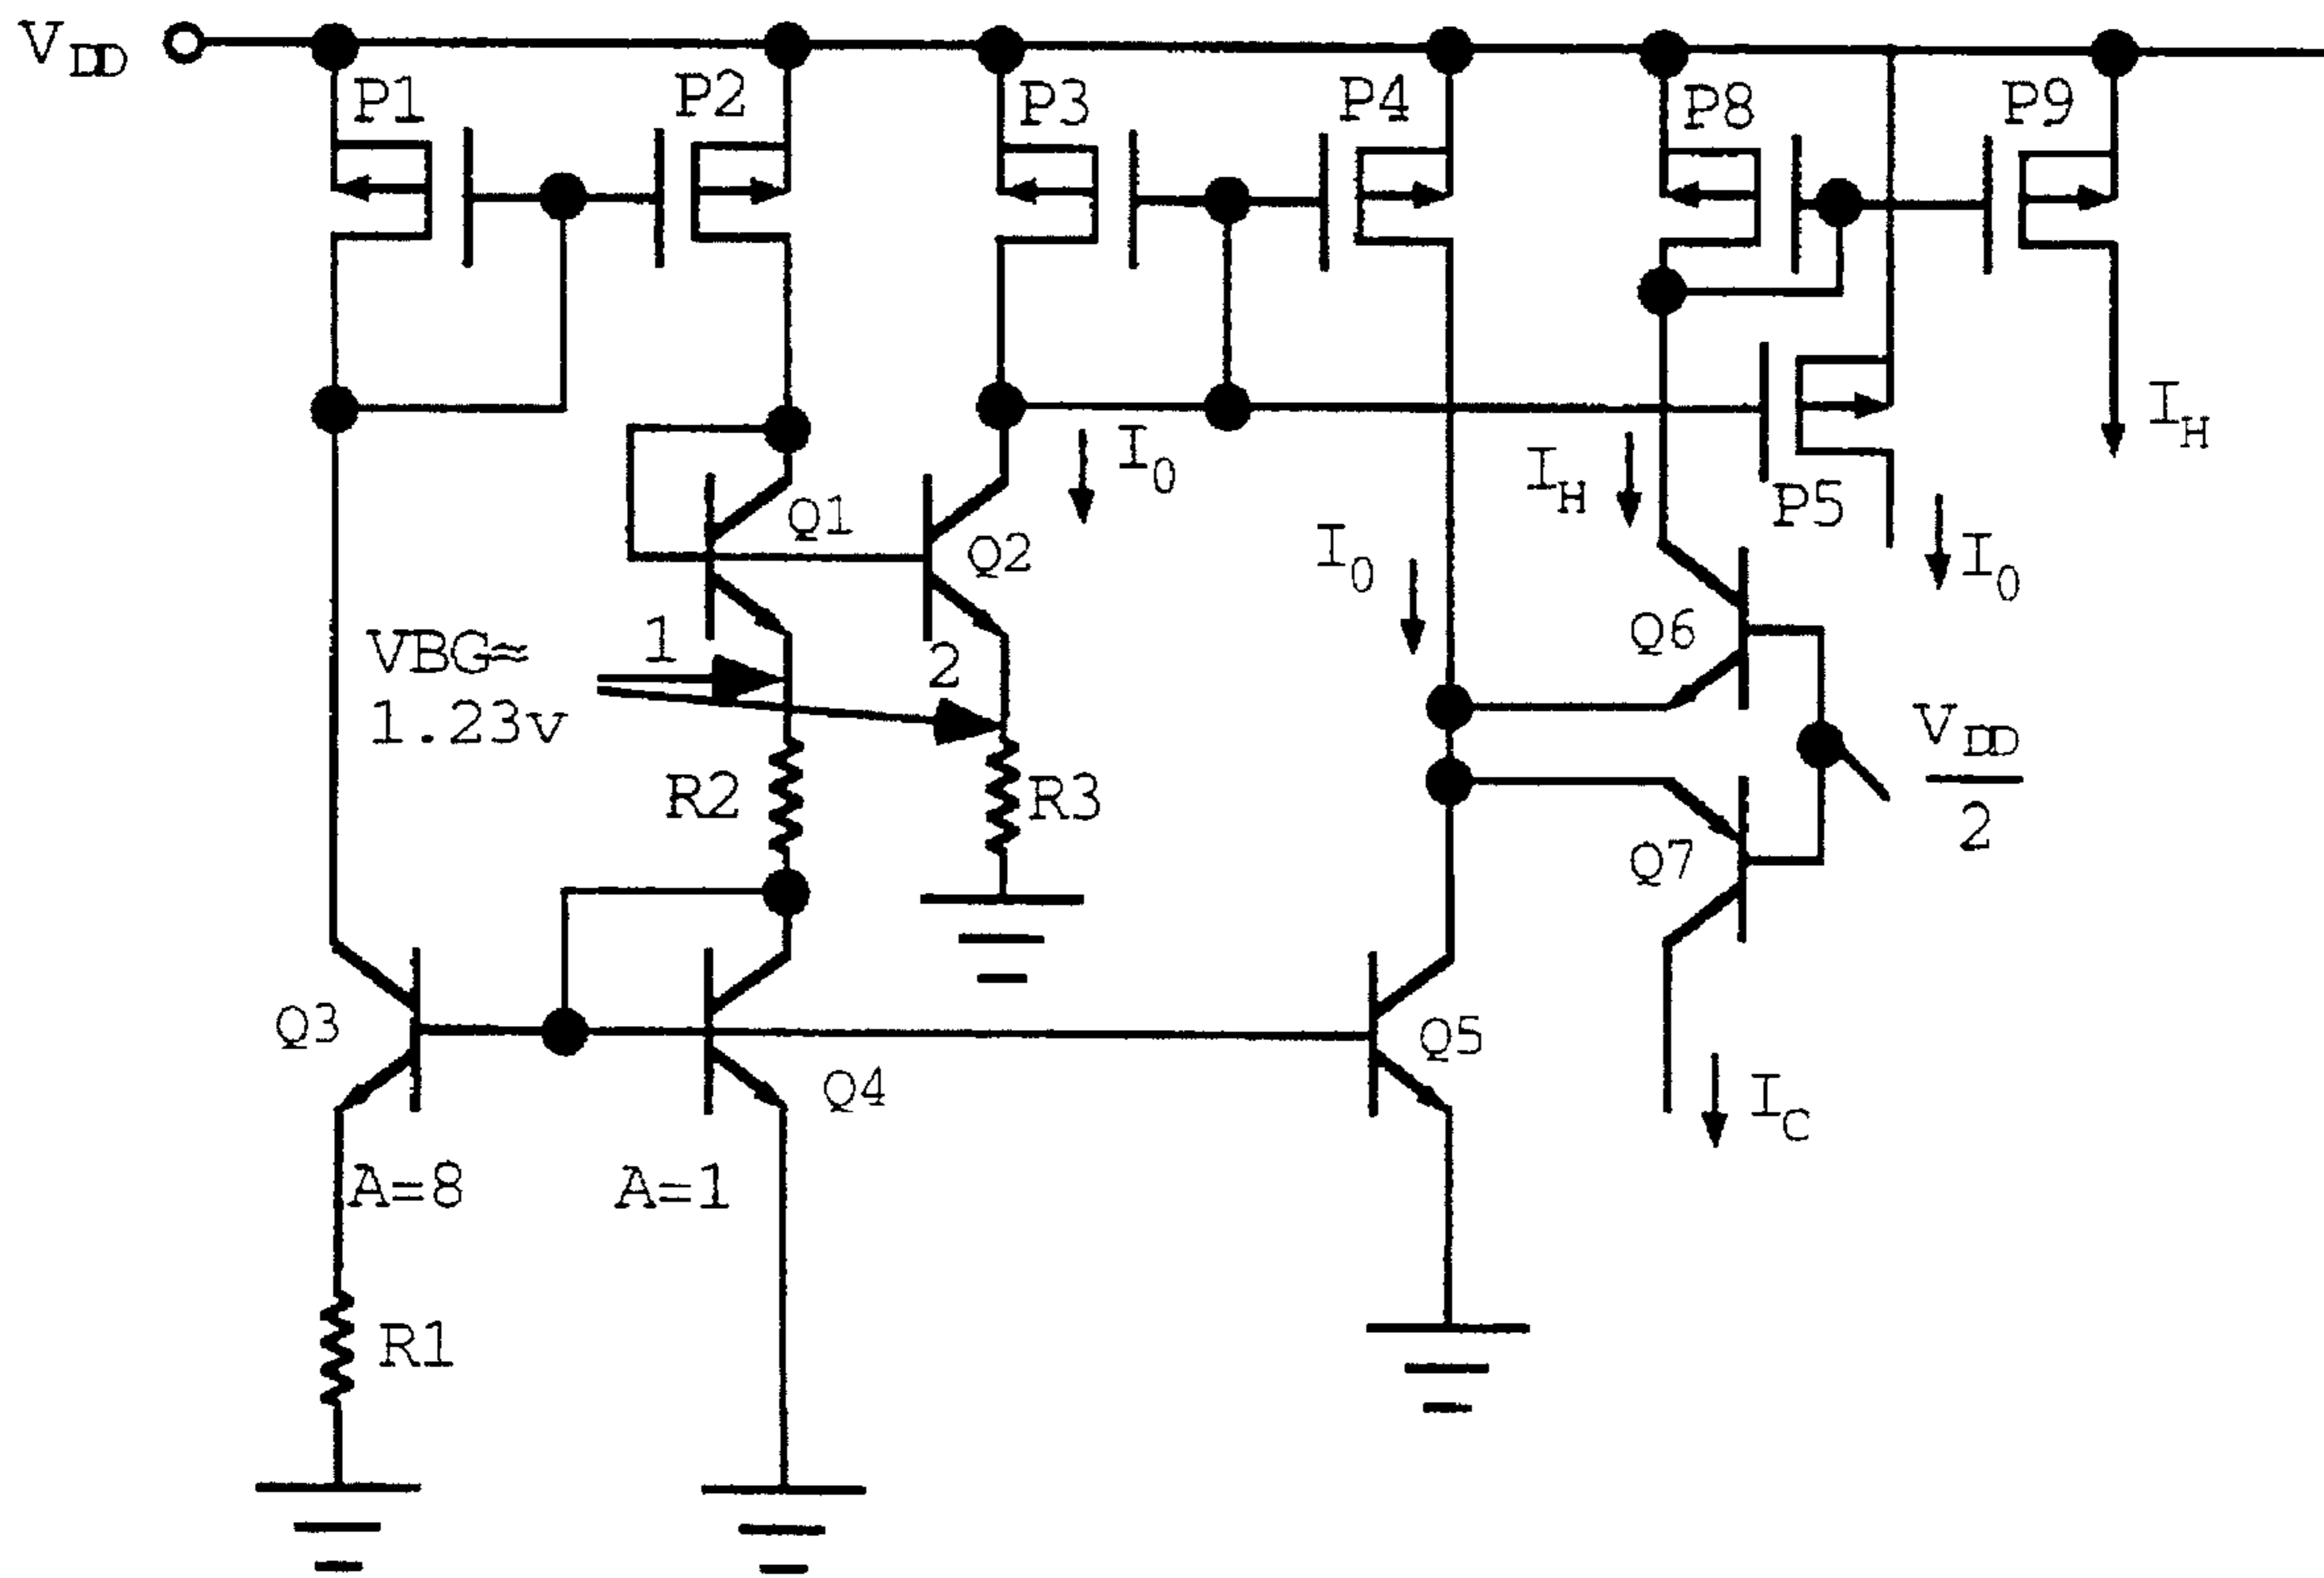 VDD
P1
P2
P3
P4
P8
P9
IH
I0
IH
P5
Q1
Q2
I0
I0
Q6
VBG≈
1.23v
1
2
R2
R3
VDD
2
Q7
Q3
Q4
Q5
IC
A=8
A=1
R1